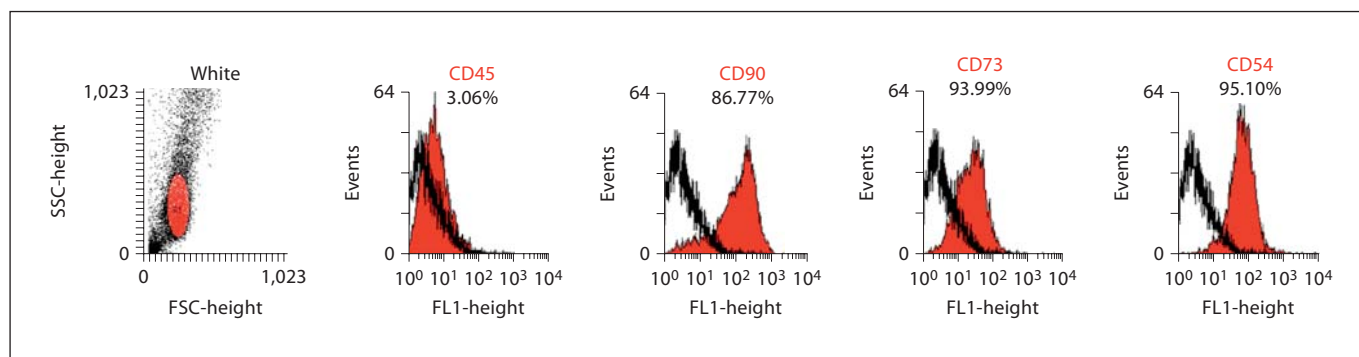 White
1,023
SSC-height
0
0
1,023
FSC-height
CD45
3.06%
64
Events
0
10⁰ 10¹ 10² 10³ 10⁴
FL1-height
CD90
86.77%
64
Events
0
10⁰ 10¹ 10² 10³ 10⁴
FL1-height
CD73
93.99%
64
Events
0
10⁰ 10¹ 10² 10³ 10⁴
FL1-height
CD54
95.10%
64
Events
0
10⁰ 10¹ 10² 10³ 10⁴
FL1-height